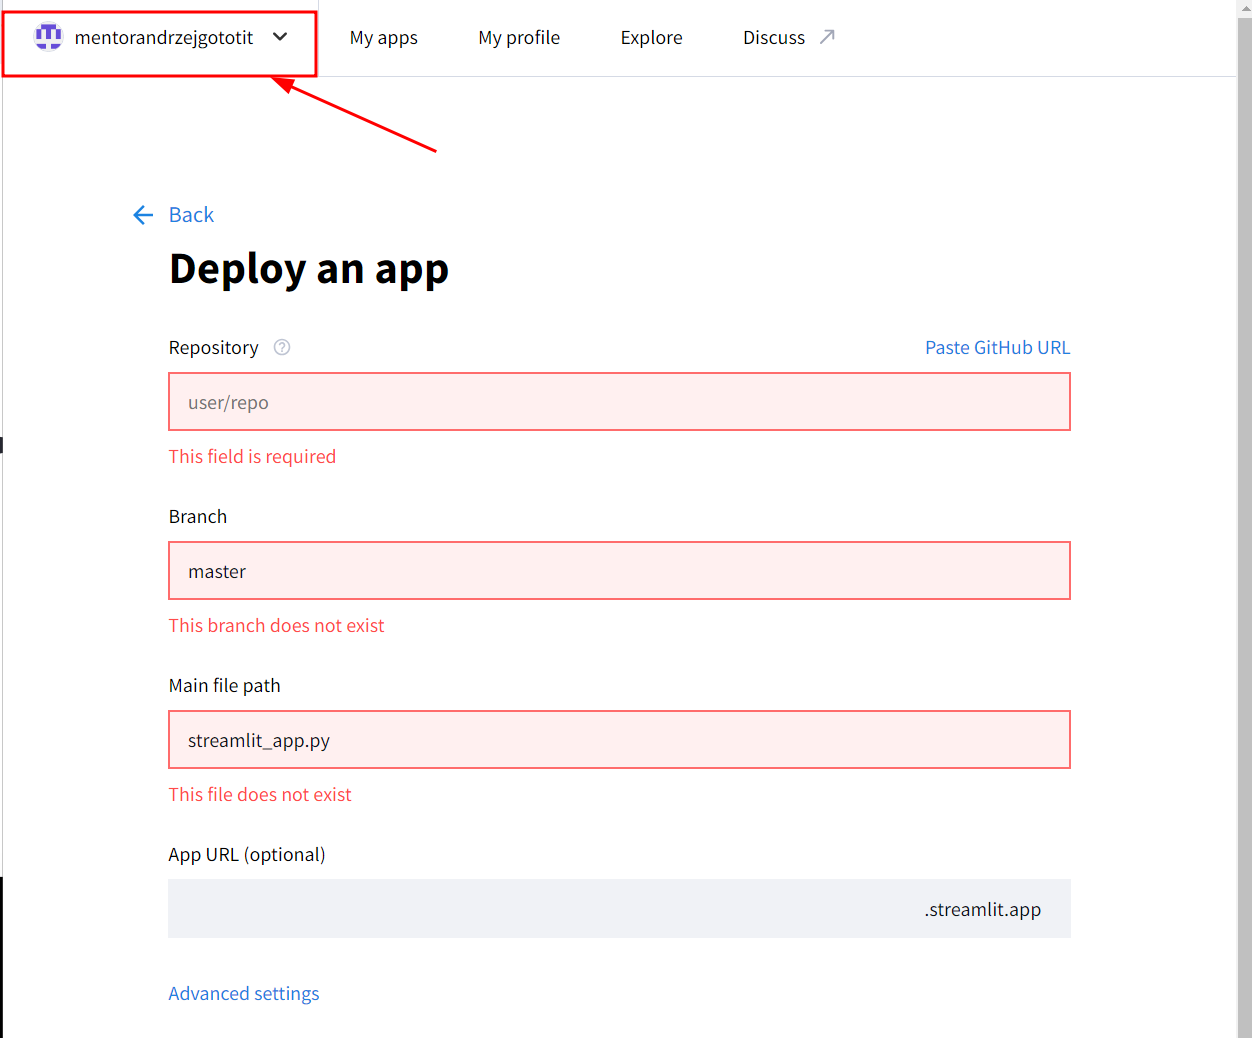 mentorandrzejgototit My apps My profile Explore Discuss
Back
Deploy an app
Repository Paste GitHub URL
user/repo
This field is required
Branch
master
This branch does not exist
Main file path
streamlit_app.py
This file does not exist
App URL (optional)
.streamlit.app
Advanced settings